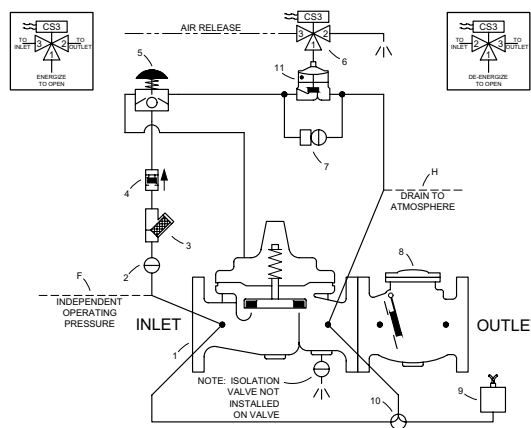 CS3
TO
INLET
3
2
1
TO
OUTLET
ENERGIZE
TO OPEN
AIR RELEASE
CS3
3
2
1
6
CS3
TO
INLET
2
3
1
TO
OUTLET
DE-ENERGIZE
TO OPEN
5
11
7
4
3
2
H
DRAIN TO
ATMOSPHERE
F
INDEPENDENT
OPERATING
PRESSURE
8
INLET
OUTLET
1
NOTE: ISOLATION
VALVE NOT
INSTALLED
ON VALVE
9
10